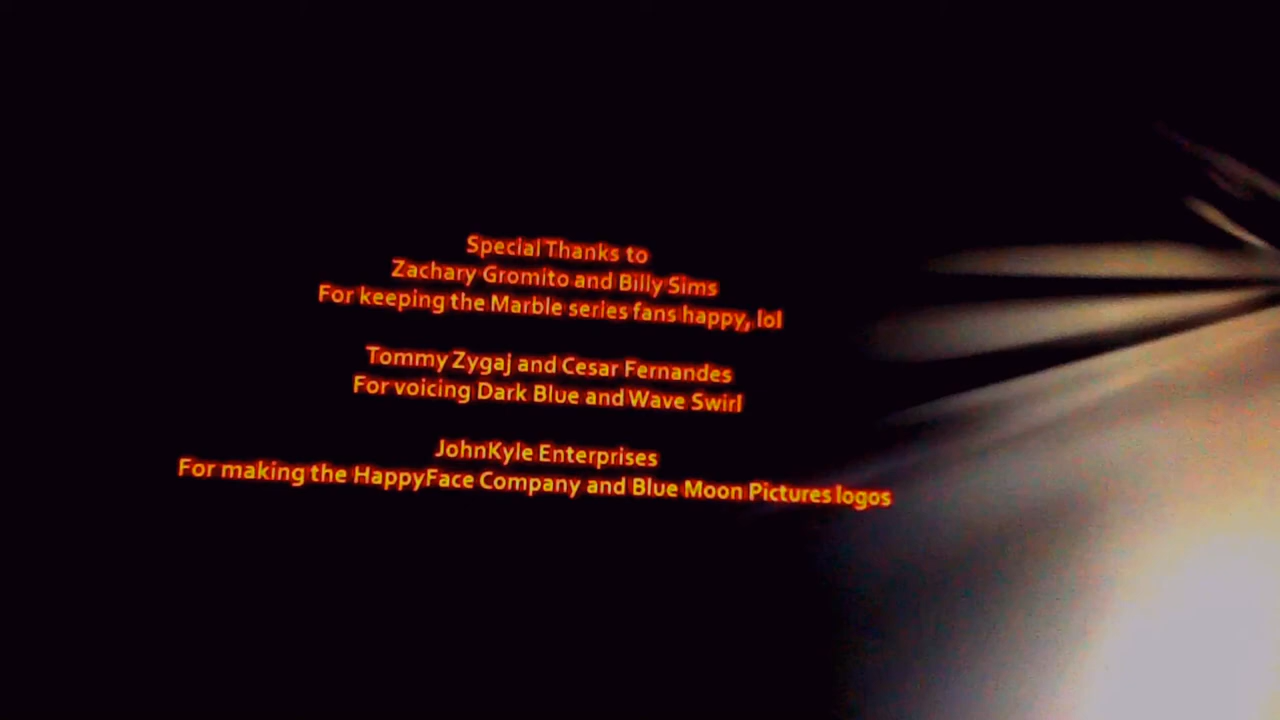 Special Thanks to
Zachary Gromito and Billy Sims
For keeping the Marble series fans happy, lol
Tommy Zygaj and Cesar Fernandes
For voicing Dark Blue and Wave Swirl
JohnKyle Enterprises
For making the HappyFace Company and Blue Moon Pictures logos